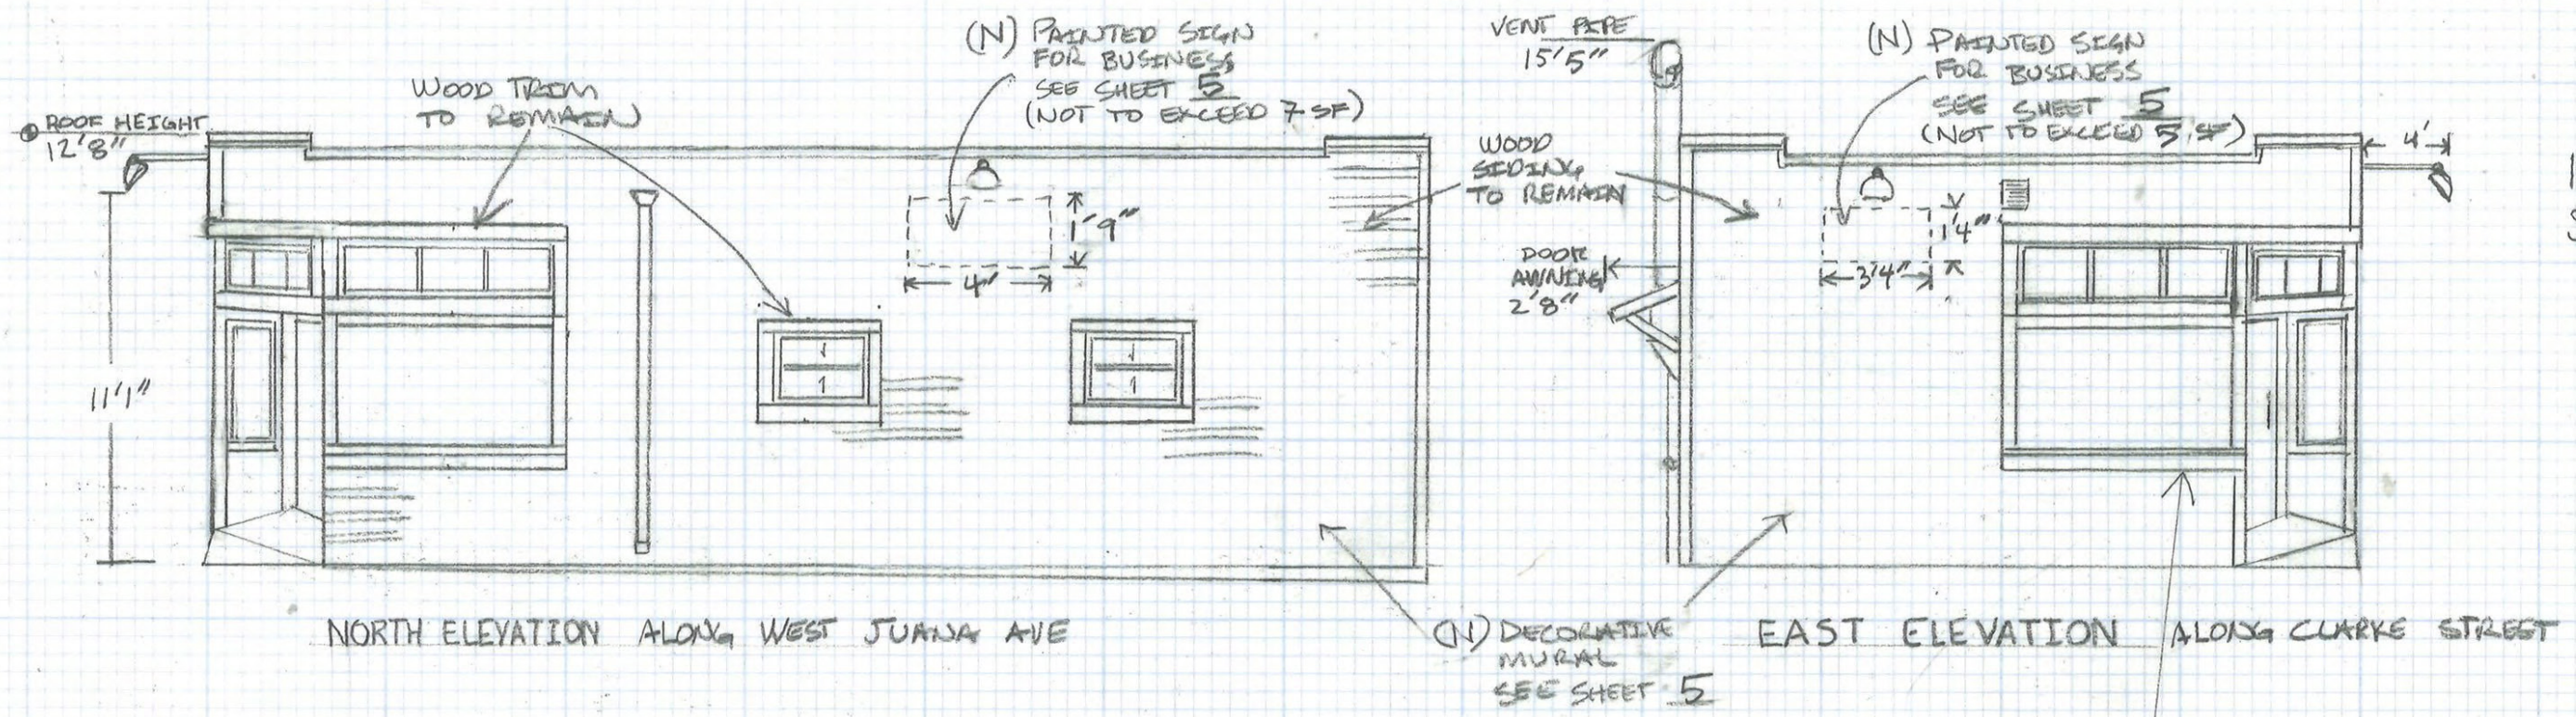 ROOF HEIGHT
12'8"
11'1"
WOOD TRIM
TO REMAIN
(N) PAINTED SIGN
FOR BUSINESS
SEE SHEET 5
(NOT TO EXCEED 7 SF)
1'9"
4'
VENT PIPE
15'5"
WOOD
SIDING
TO REMAIN
DOOR
AWNING
2'8"
(N) PAINTED SIGN
FOR BUSINESS
SEE SHEET 5
(NOT TO EXCEED 5 SF)
1'4"
3'4"
4'
NORTH ELEVATION ALONG WEST JUANA AVE
(N) DECORATIVE
MURAL
SEE SHEET 5
EAST ELEVATION ALONG CLARKE STREET